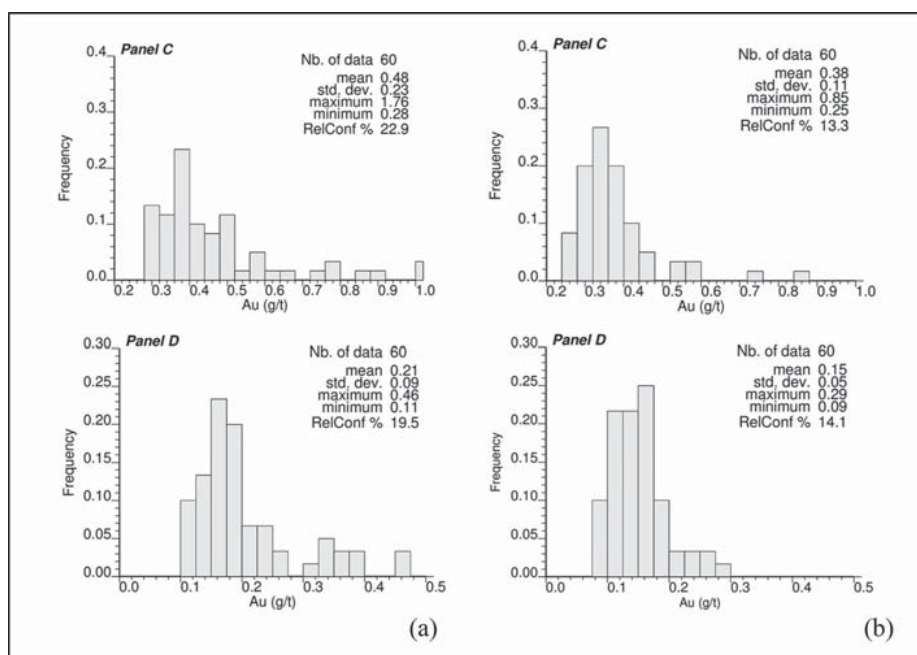 Panel C
Nb. of data 60
mean 0.48
std. dev. 0.23
maximum 1.76
minimum 0.28
RelConf % 22.9
Frequency
0.4
0.3
0.2
0.1
0.0
0.2 0.3 0.4 0.5 0.6 0.7 0.8 0.9 1.0
Au (g/t)
Panel C
Nb. of data 60
mean 0.38
std. dev. 0.11
maximum 0.85
minimum 0.25
RelConf % 13.3
Frequency
0.4
0.3
0.2
0.1
0.0
0.2 0.3 0.4 0.5 0.6 0.7 0.8 0.9 1.0
Au (g/t)
Panel D
Nb. of data 60
mean 0.21
std. dev. 0.09
maximum 0.46
minimum 0.11
RelConf % 19.5
Frequency
0.30
0.25
0.20
0.15
0.10
0.05
0.00
0.0 0.1 0.2 0.3 0.4 0.5
Au (g/t)
(a)
Panel D
Nb. of data 60
mean 0.15
std. dev. 0.05
maximum 0.29
minimum 0.09
RelConf % 14.1
Frequency
0.30
0.25
0.20
0.15
0.10
0.05
0.00
0.0 0.1 0.2 0.3 0.4 0.5
Au (g/t)
(b)